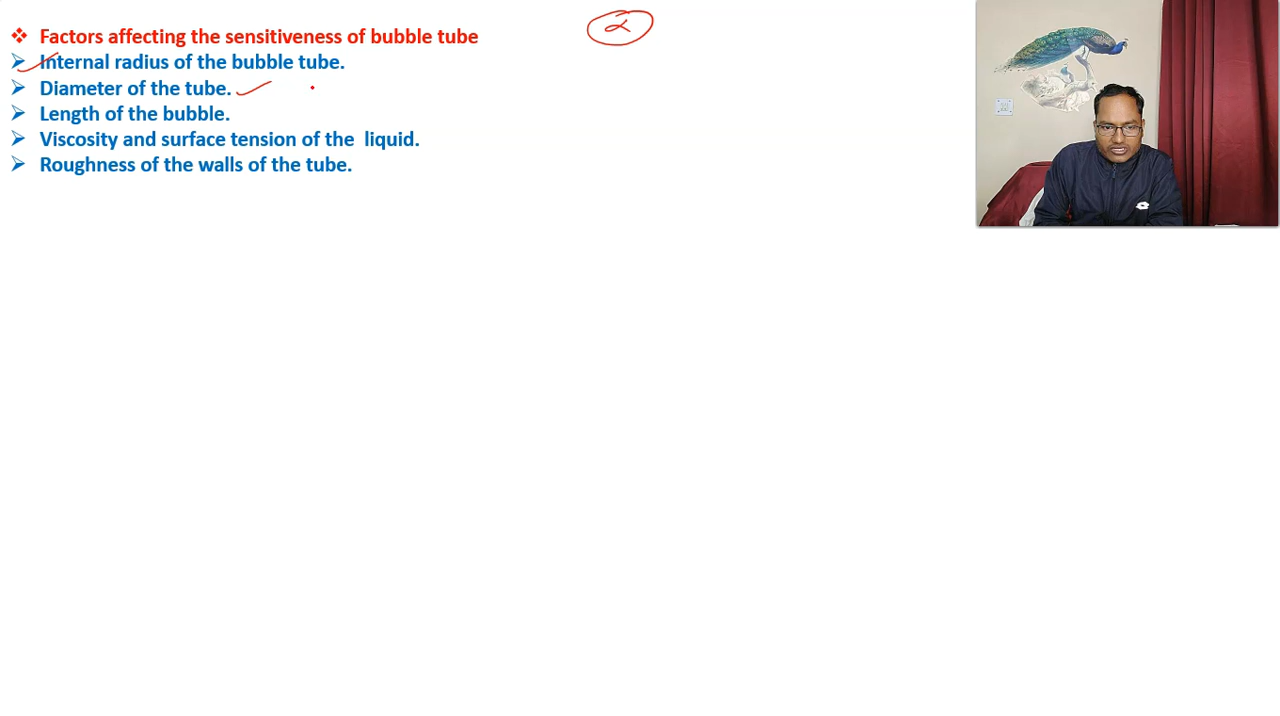 ❖ Factors affecting the sensitiveness of bubble tube
α
➢ Internal radius of the bubble tube.
➢ Diameter of the tube.
➢ Length of the bubble.
➢ Viscosity and surface tension of the liquid.
➢ Roughness of the walls of the tube.